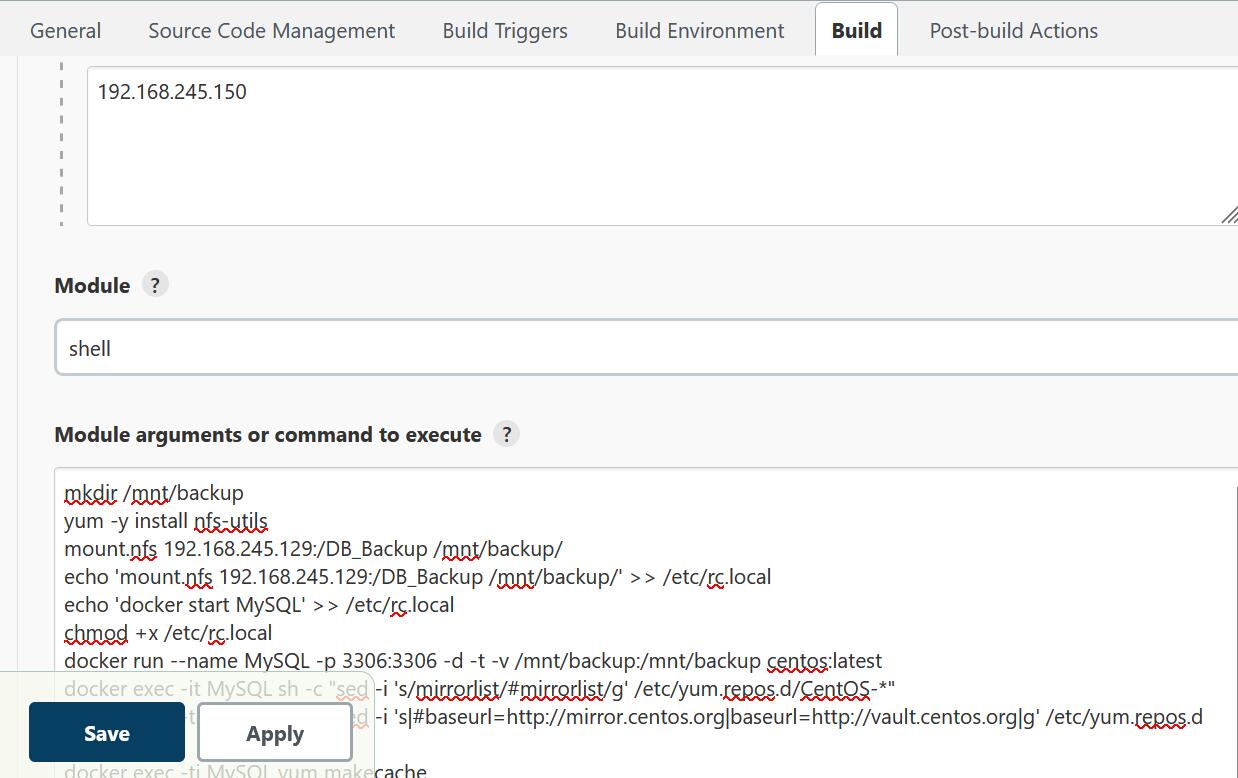 General Source Code Management Build Triggers Build Environment Build Post-build Actions
192.168.245.150
Module ?
shell
Module arguments or command to execute ?
mkdir /mnt/backup
yum -y install nfs-utils
mount.nfs 192.168.245.129:/DB_Backup /mnt/backup/
echo 'mount.nfs 192.168.245.129:/DB_Backup /mnt/backup/' >> /etc/rc.local
echo 'docker start MySQL' >> /etc/rc.local
chmod +x /etc/rc.local
docker run --name MySQL -p 3306:3306 -d -t -v /mnt/backup:/mnt/backup centos:latest
docker exec -it MySQL sh -c "sed -i 's/mirrorlist/#mirrorlist/g' /etc/yum.repos.d/CentOS-*"
-i 's|#baseurl=http://mirror.centos.org|baseurl=http://vault.centos.org|g' /etc/yum.repos.d
Save Apply
docker exec -ti MySQL yum makecache